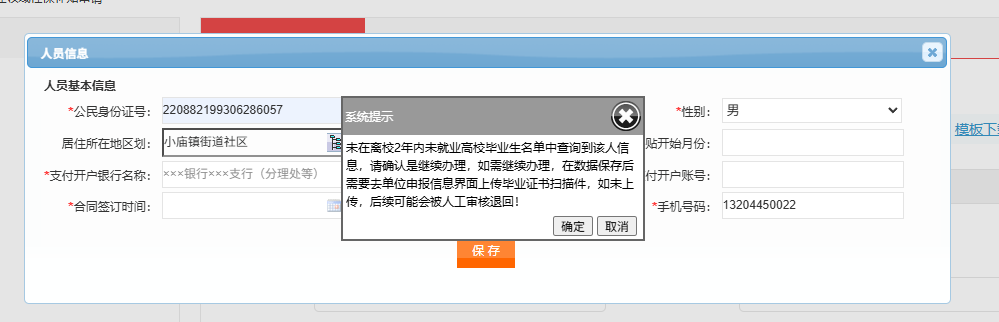 人员信息
人员基本信息
*公民身份证号: 220882199306286057
*性别: 男
系统提示
未在离校2年内未就业高校毕业生名单中查询到该人信
息，请确认是继续办理，如需继续办理，在数据保存后
需要去单位申报信息界面上传毕业证书扫描件，如未上
传，后续可能会被人工审核退回！
确定 取消
居住所在地区划: 小庙镇街道社区
贴开始月份:
模板下
*支付开户银行名称: ×××银行×××支行（分理处等）
付开户账号:
*合同签订时间:
*手机号码: 13204450022
保 存